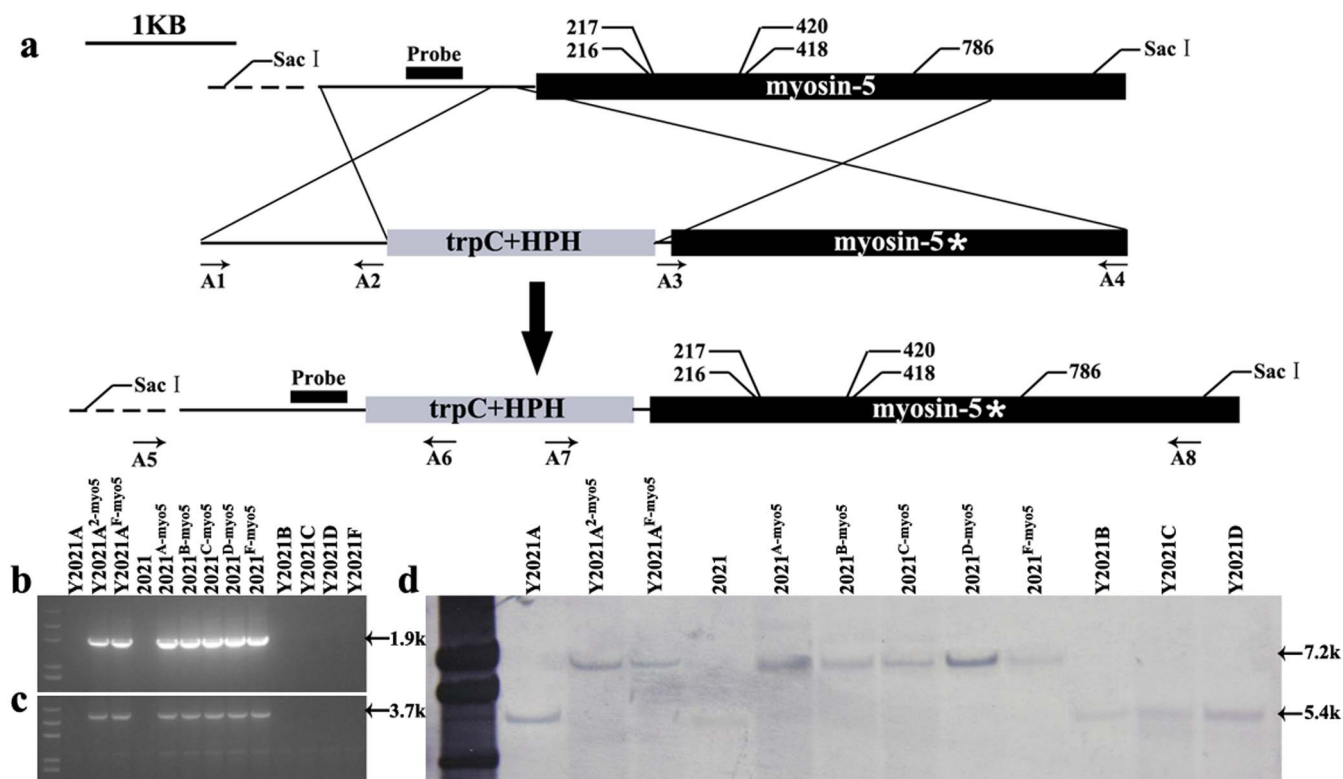 a
1KB
Sac Ⅰ
Probe
217
216
420
418
786
Sac Ⅰ
myosin-5
trpC+HPH
myosin-5*
A1
A2
A3
A4
Sac Ⅰ
Probe
217
216
420
418
786
Sac Ⅰ
trpC+HPH
myosin-5*
A5
A6
A7
A8
b
Y2021A
Y2021A2-myo5
Y2021AF-myo5
2021
2021A-myo5
2021B-myo5
2021C-myo5
2021D-myo5
2021F-myo5
Y2021B
Y2021C
Y2021D
Y2021F
1.9k
c
3.7k
d
Y2021A
Y2021A2-myo5
Y2021AF-myo5
2021
2021A-myo5
2021B-myo5
2021C-myo5
2021D-myo5
2021F-myo5
Y2021B
Y2021C
Y2021D
7.2k
5.4k